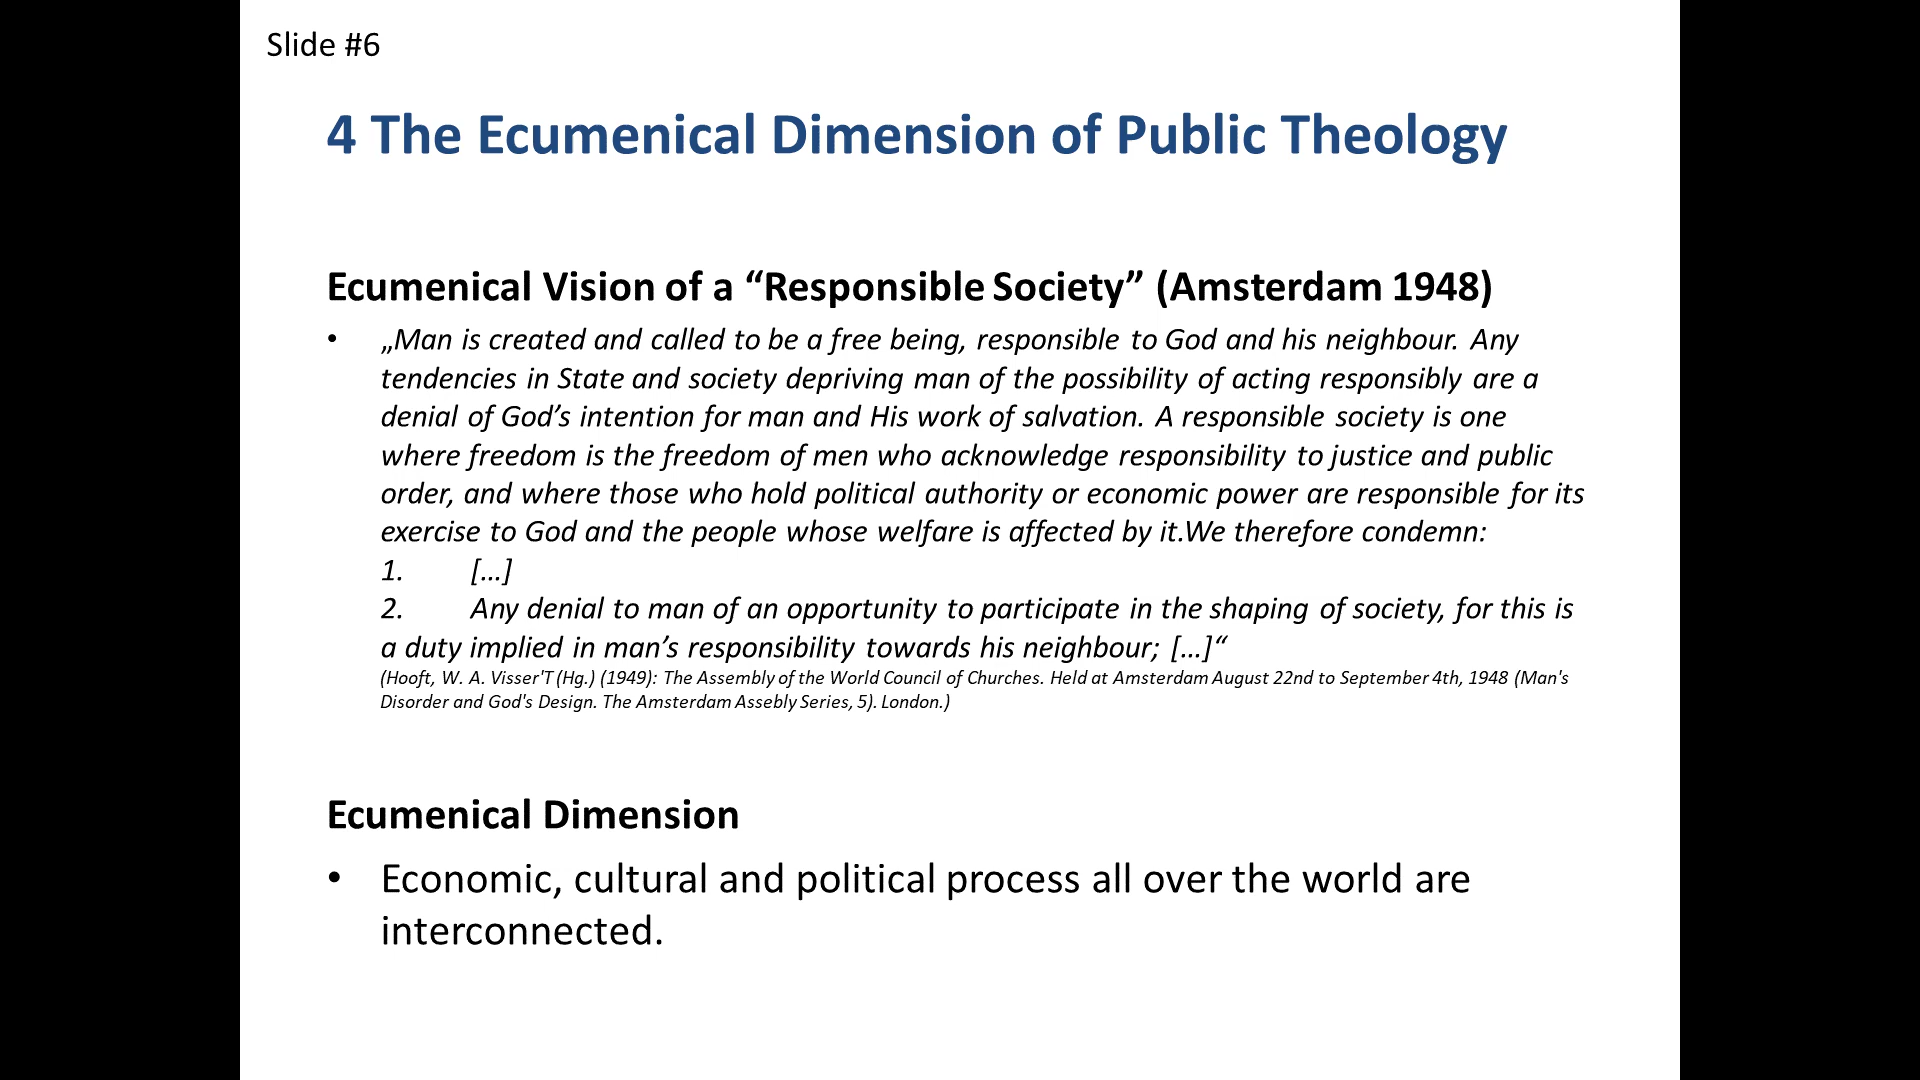 Slide #6
4 The Ecumenical Dimension of Public Theology
Ecumenical Vision of a “Responsible Society” (Amsterdam 1948)
• „Man is created and called to be a free being, responsible to God and his neighbour. Any
tendencies in State and society depriving man of the possibility of acting responsibly are a
denial of God’s intention for man and His work of salvation. A responsible society is one
where freedom is the freedom of men who acknowledge responsibility to justice and public
order, and where those who hold political authority or economic power are responsible for its
exercise to God and the people whose welfare is affected by it.We therefore condemn:
1. […]
2. Any denial to man of an opportunity to participate in the shaping of society, for this is
a duty implied in man’s responsibility towards his neighbour; […]“
(Hooft, W. A. Visser'T (Hg.) (1949): The Assembly of the World Council of Churches. Held at Amsterdam August 22nd to September 4th, 1948 (Man's
Disorder and God's Design. The Amsterdam Assebly Series, 5). London.)
Ecumenical Dimension
• Economic, cultural and political process all over the world are
interconnected.